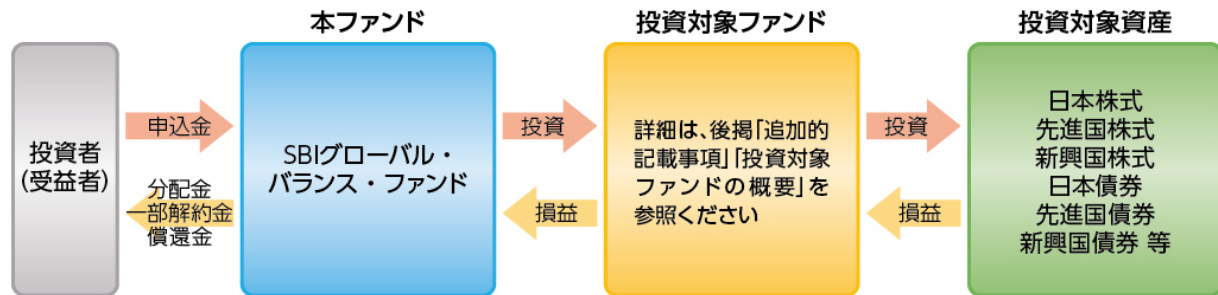 本ファンド
投資対象ファンド
投資対象資産
投資者
(受益者)
申込金
分配金
一部解約金
償還金
SBIグローバル・
バランス・ファンド
投資
損益
詳細は、後掲「追加的
記載事項」「投資対象
ファンドの概要」を
参照ください
投資
損益
日本株式
先進国株式
新興国株式
日本債券
先進国債券
新興国債券 等